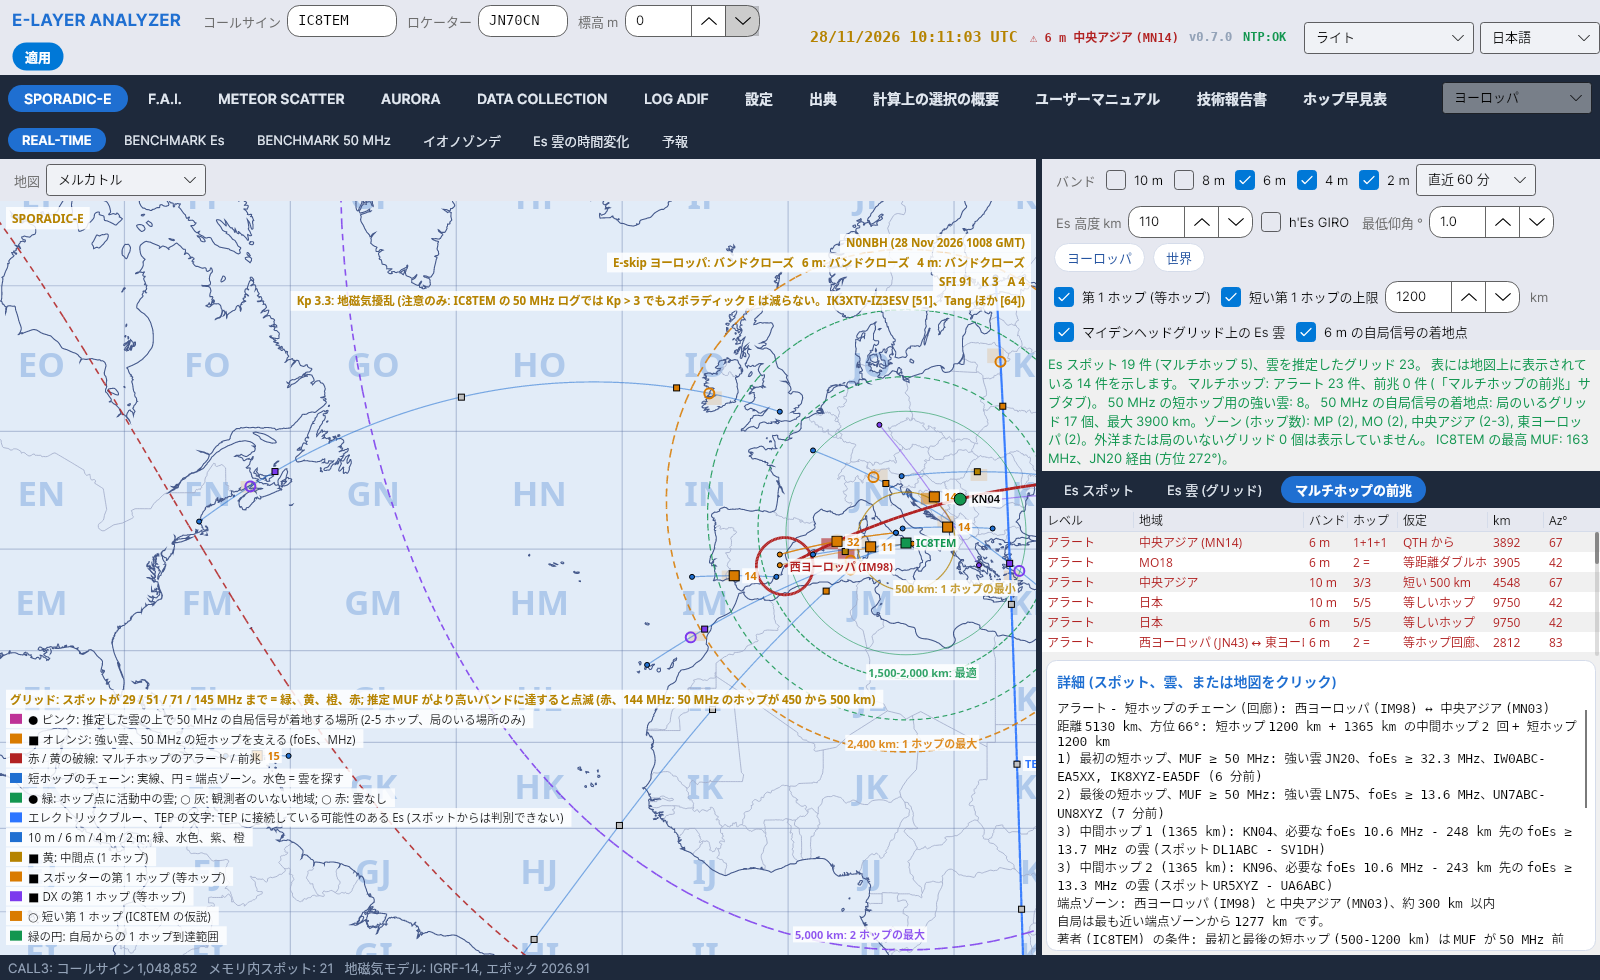 E-LAYER ANALYZER
コールサイン IC8TEM ロケーター JN70CN 標高 m 0
28/11/2026 10:11:03 UTC ⚠ 6 m 中央アジア (MN14) v0.7.0 NTP:OK
ライト 日本語
適用
SPORADIC-E F.A.I. METEOR SCATTER AURORA DATA COLLECTION LOG ADIF 設定 出典 計算上の選択の概要 ユーザーマニュアル 技術報告書 ホップ早見表 ヨーロッパ
REAL-TIME BENCHMARK Es BENCHMARK 50 MHz イオノゾンデ Es 雲の時間変化 予報
地図 メルカトル
SPORADIC-E
N0NBH (28 Nov 2026 1008 GMT)
E-skip ヨーロッパ: バンドクローズ 6 m: バンドクローズ 4 m: バンドクローズ
SFI 91 K 3 A 4
Kp 3.3: 地磁気擾乱 (注意のみ: IC8TEM の 50 MHz ログでは Kp > 3 でもスポラディック E は減らない。IK3XTV-IZ3ESV [51]、Tang ほか [64])
EO FO GO HO IO
EN FN GN HN IN
EM FM GM HM IM JM
GK HK IK JK
GJ HJ IJ JJ
KN04
14
32
11
IC8TEM
14
西ヨーロッパ (IM98)
500 km: 1 ホップの最小
1,500-2,000 km: 最適
2,400 km: 1 ホップの最大
5,000 km: 2 ホップの最大
グリッド: スポットが 29 / 51 / 71 / 145 MHz まで = 緑、黄、橙、赤; 推定 MUF がより高いバンドに達すると点滅 (赤、144 MHz: 50 MHz のホップが 450 から 500 km)
● ピンク: 推定した雲の上で 50 MHz の自局信号が着地する場所 (2-5 ホップ、局のいる場所のみ)
■ オレンジ: 強い雲、50 MHz の短ホップを支える (foEs、MHz)
赤 / 黄の破線: マルチホップのアラート / 前兆 15
短ホップのチェーン: 実線、円 = 端点ゾーン。水色 = 雲を探す
● 緑: ホップ点に活動中の雲; ○ 灰: 観測者のいない地域; ○ 赤: 雲なし
エレクトリックブルー、TEP の文字: TEP に接続している可能性のある Es (スポットからは判別できない)
10 m / 6 m / 4 m / 2 m: 緑、水色、紫、橙
■ 黄: 中間点 (1 ホップ)
■ スポッターの第 1 ホップ (等ホップ)
■ DX の第 1 ホップ (等ホップ)
○ 短い第 1 ホップ (IC8TEM の仮説)
緑の円: 自局からの 1 ホップ到達範囲
バンド 10 m 8 m 6 m 4 m 2 m 直近 60 分
Es 高度 km 110 h'Es GIRO 最低仰角 ° 1.0
ヨーロッパ 世界
第 1 ホップ (等ホップ) 短い第 1 ホップの上限 1200 km
マイデンヘッドグリッド上の Es 雲 6 m の自局信号の着地点
Es スポット 19 件 (マルチホップ 5)、雲を推定したグリッド 23。 表には地図上に表示されて
いる 14 件を示します。 マルチホップ: アラート 23 件、前兆 0 件 (「マルチホップの前兆」サ
ブタブ)。 50 MHz の短ホップ用の強い雲: 8。 50 MHz の自局信号の着地点: 局のいるグリッ
ド 17 個、最大 3900 km。ゾーン (ホップ数): MP (2), MO (2), 中央アジア (2-3), 東ヨーロッ
パ (2)。外洋または局のいないグリッド 0 個は表示していません。 IC8TEM の最高 MUF: 163
MHz、JN20 経由 (方位 272°)。
Es スポット Es 雲 (グリッド) マルチホップの前兆
レベル 地域 バンド ホップ 仮定 km Az°
アラート 中央アジア (MN14) 6 m 1+1+1 QTH から 3892 67
アラート MO18 6 m 2 = 等距離ダブルホ 3905 42
アラート 中央アジア 10 m 3/3 短い 500 km 4548 67
アラート 日本 10 m 5/5 等しいホップ 9750 42
アラート 日本 6 m 5/5 等しいホップ 9750 42
アラート 西ヨーロッパ (JN43) ↔ 東ヨーI 6 m 2 = 等ホップ回廊、 2812 83
詳細 (スポット、雲、または地図をクリック)
アラート - 短ホップのチェーン (回廊): 西ヨーロッパ (IM98) ↔ 中央アジア (MN03)
距離 5130 km、方位 66°: 短ホップ 1200 km + 1365 km の中間ホップ 2 回 + 短ホップ
1200 km
1) 最初の短ホップ、MUF ≥ 50 MHz: 強い雲 JN20、foEs ≥ 32.3 MHz、IW0ABC-
EA5XX, IK8XYZ-EA5DF (6 分前)
2) 最後の短ホップ、MUF ≥ 50 MHz: 強い雲 LN75、foEs ≥ 13.6 MHz、UN7ABC-
UN8XYZ (7 分前)
3) 中間ホップ 1 (1365 km): KN04、必要な foEs 10.6 MHz - 248 km 先の foEs ≥
13.7 MHz の雲 (スポット DL1ABC - SV1DH)
3) 中間ホップ 2 (1365 km): KN96、必要な foEs 10.6 MHz - 243 km 先の foEs ≥
13.3 MHz の雲 (スポット UR5XYZ - UA6ABC)
端点ゾーン: 西ヨーロッパ (IM98) と 中央アジア (MN03)、約 300 km 以内
自局は最も近い端点ゾーンから 1277 km です。
著者 (IC8TEM) の条件: 最初と最後の短ホップ (500-1200 km) は MUF が 50 MHz 前
CALL3: コールサイン 1,048,852 メモリ内スポット: 21 地磁気モデル: IGRF-14, エポック 2026.91